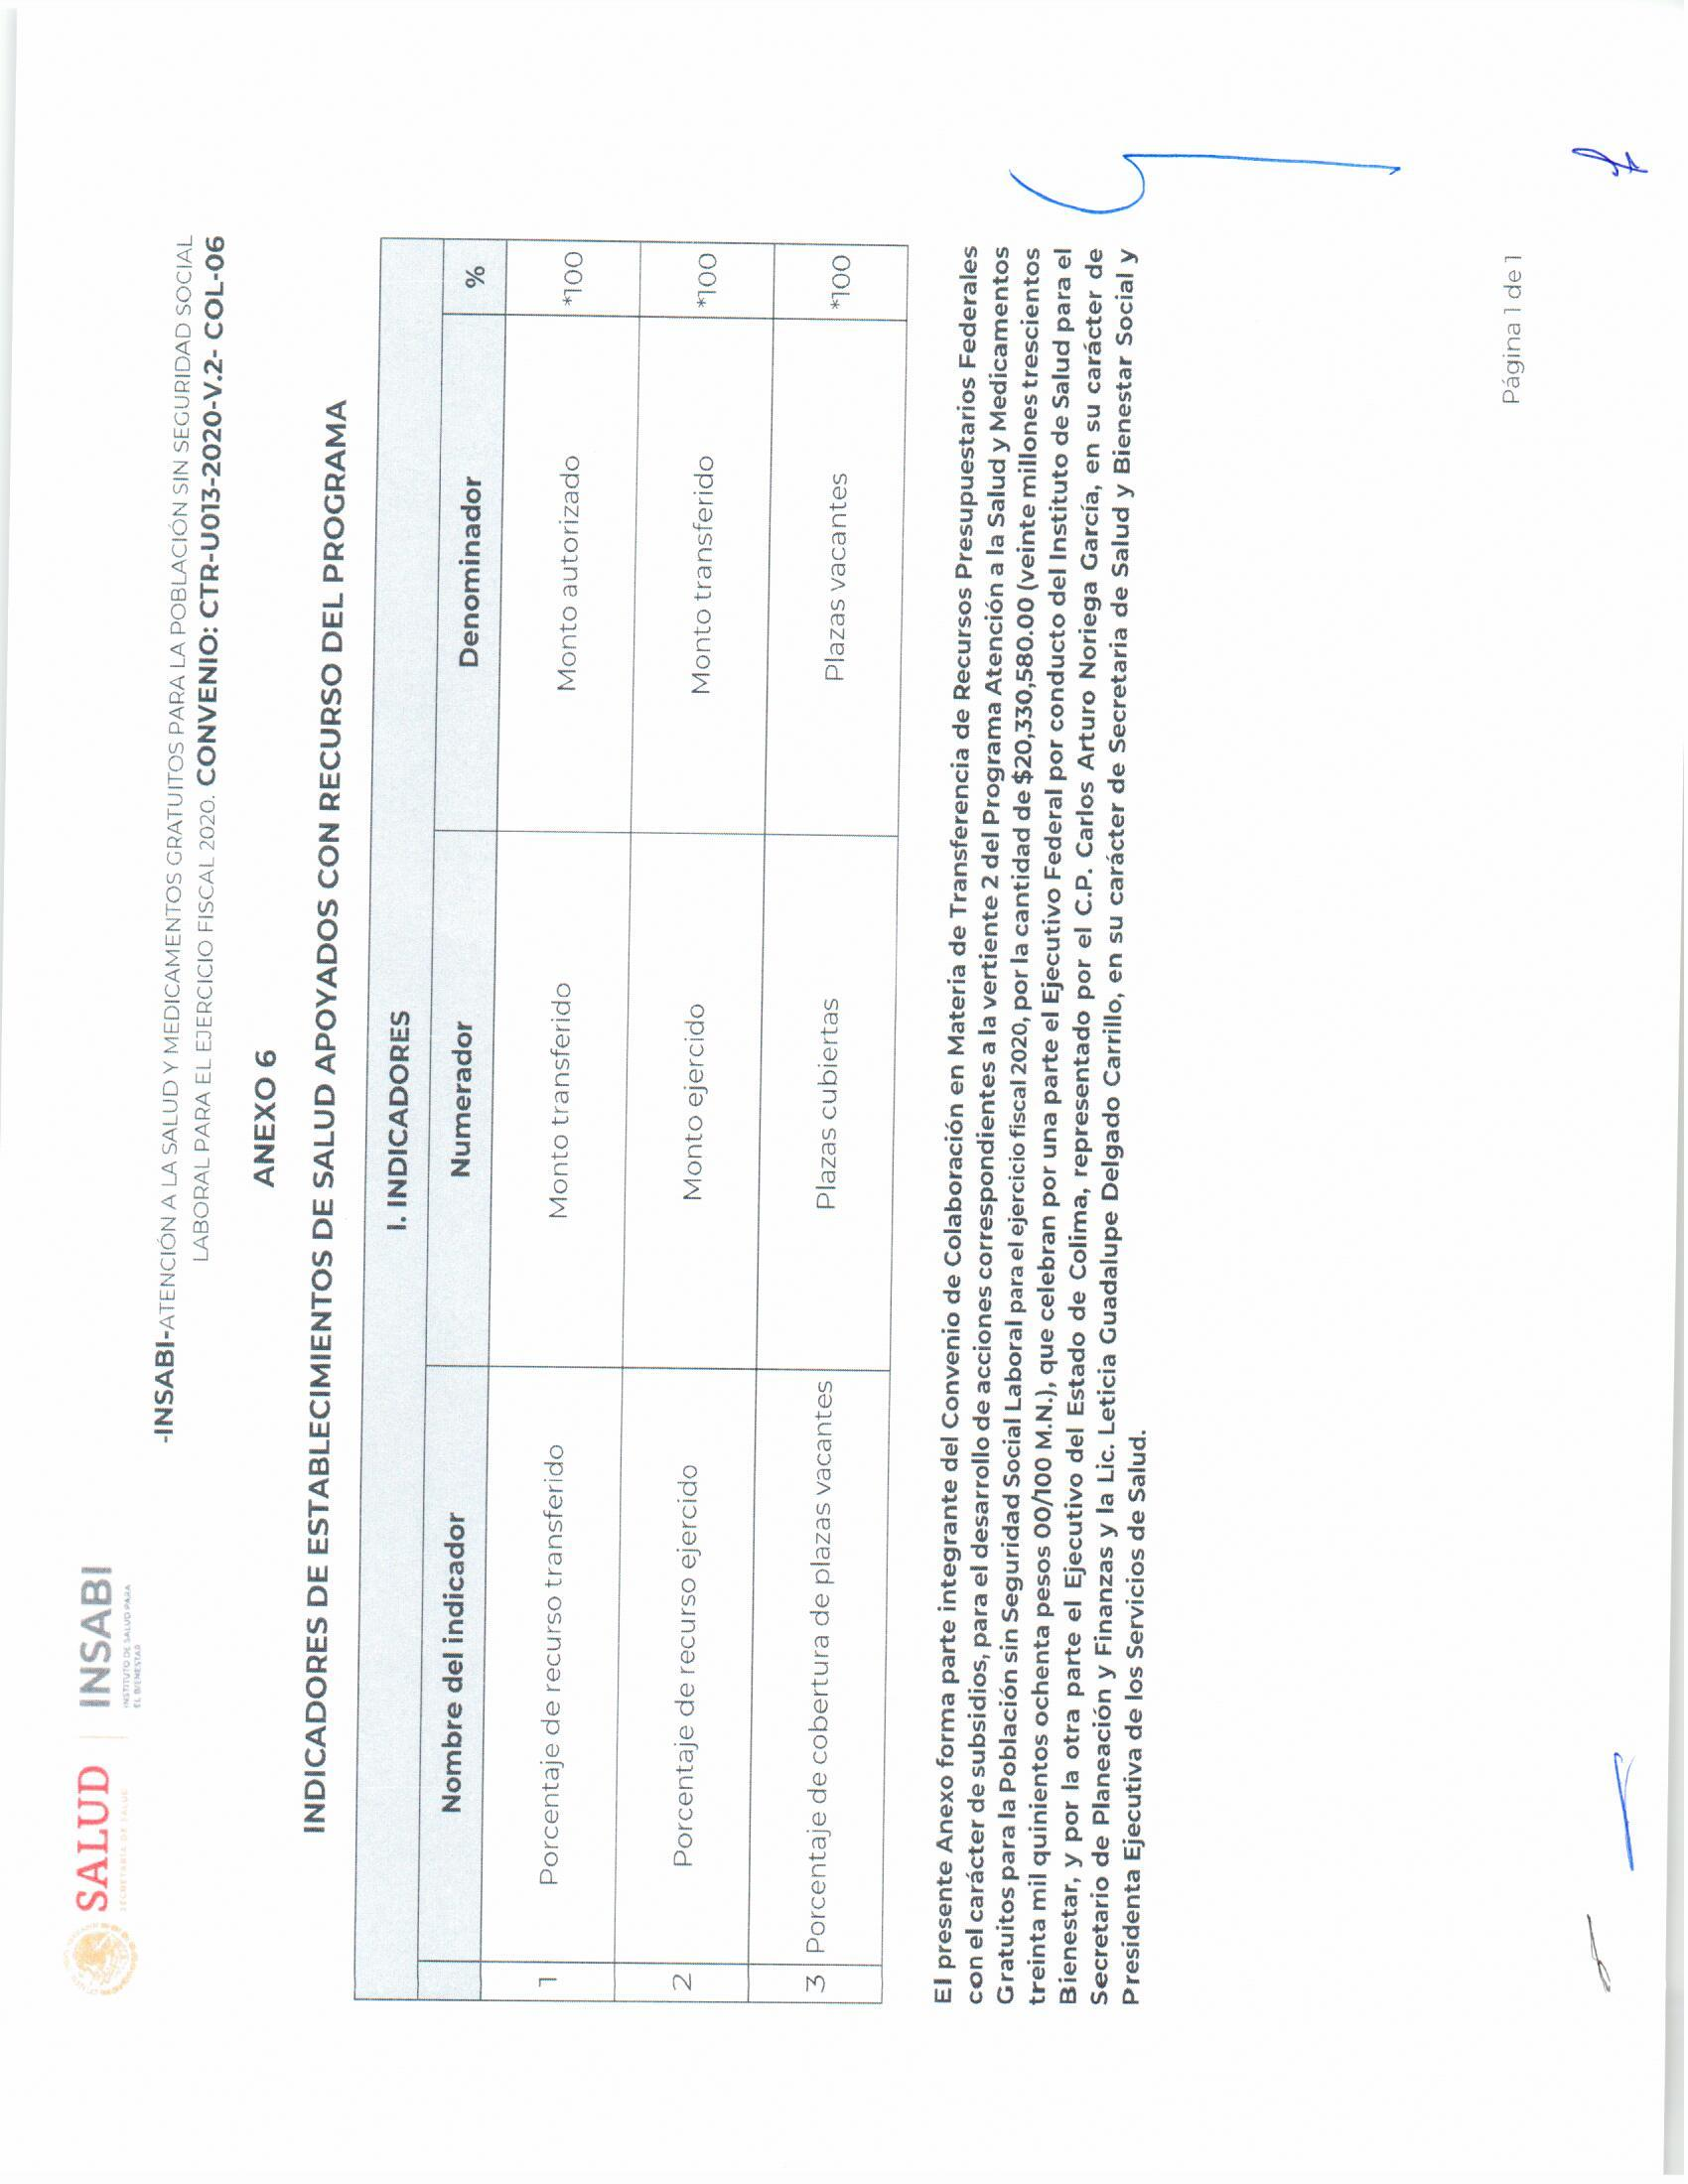 SALUD
SECRETARÍA DE SALUD
INSABI
INSTITUTO DE SALUD PARA
EL BIENESTAR
-INSABI-ATENCIÓN A LA SALUD Y MEDICAMENTOS GRATUITOS PARA LA POBLACIÓN SIN SEGURIDAD SOCIAL
LABORAL PARA EL EJERCICIO FISCAL 2020. CONVENIO: CTR-U013-2020-V.2- COL-06
ANEXO 6
INDICADORES DE ESTABLECIMIENTOS DE SALUD APOYADOS CON RECURSO DEL PROGRAMA
I. INDICADORES
Nombre del indicador Numerador Denominador %
1 Porcentaje de recurso transferido Monto transferido Monto autorizado *100
2 Porcentaje de recurso ejercido Monto ejercido Monto transferido *100
3 Porcentaje de cobertura de plazas vacantes Plazas cubiertas Plazas vacantes *100
El presente Anexo forma parte integrante del Convenio de Colaboración en Materia de Transferencia de Recursos Presupuestarios Federales
con el carácter de subsidios, para el desarrollo de acciones correspondientes a la vertiente 2 del Programa Atención a la Salud y Medicamentos
Gratuitos para la Población sin Seguridad Social Laboral para el ejercicio fiscal 2020, por la cantidad de $20,330,580.00 (veinte millones trescientos
treinta mil quinientos ochenta pesos 00/100 M.N.), que celebran por una parte el Ejecutivo Federal por conducto del Instituto de Salud para el
Bienestar, y por la otra parte el Ejecutivo del Estado de Colima, representado por el C.P. Carlos Arturo Noriega García, en su carácter de
Secretario de Planeación y Finanzas y la Lic. Leticia Guadalupe Delgado Carrillo, en su carácter de Secretaria de Salud y Bienestar Social y
Presidenta Ejecutiva de los Servicios de Salud.
Página 1 de 1